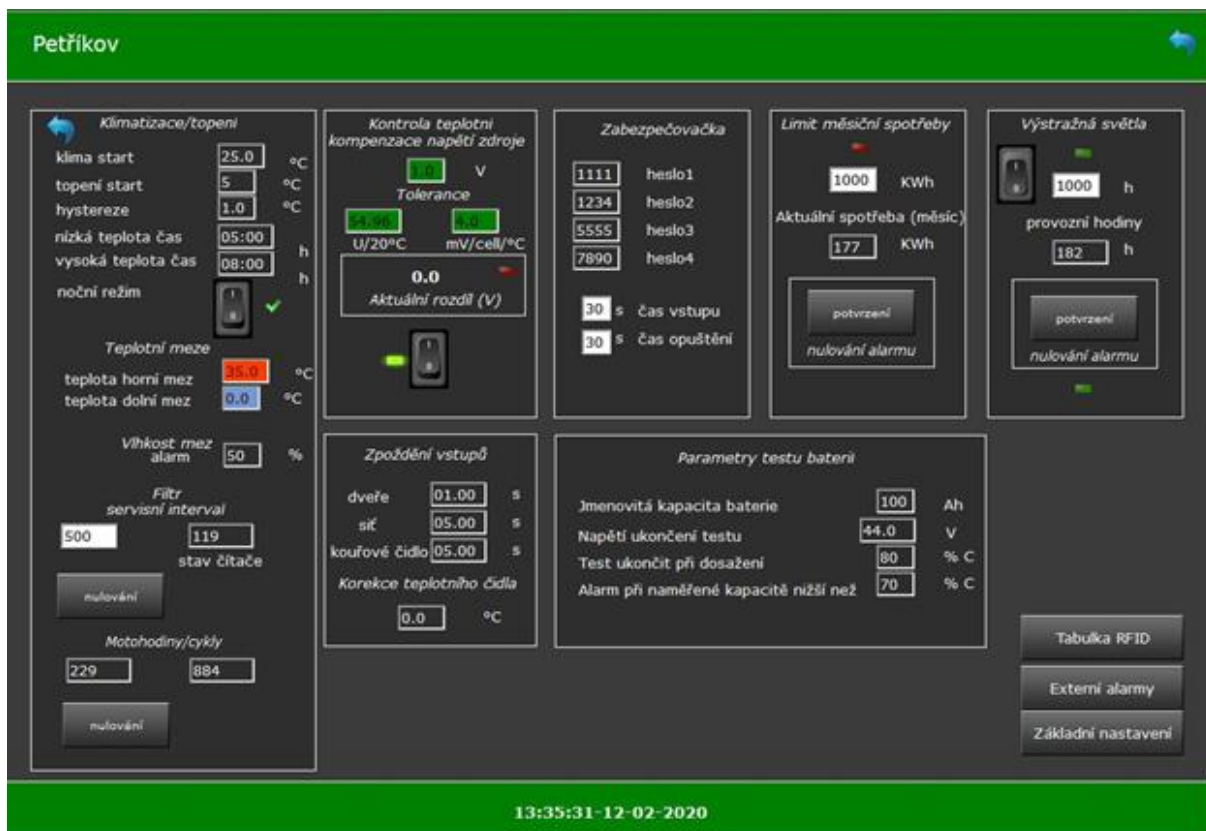 Petříkov
Klimatizace/topení
klima start 25.0 °C
topení start 5 °C
hystereze 1.0 °C
nízká teplota čas 05:00 h
vysoká teplota čas 08:00 h
noční režim
Teplotní meze
teplota horní mez 35.0 °C
teplota dolní mez 0.0 °C
Vlhkost mez
alarm 50 %
Filtr
servisní interval
500 119
stav čítače
nulování
Motohodiny/cykly
229 884
nulování
Kontrola teplotní
kompenzace napětí zdroje
1.0 V
Tolerance
54.96 4.0
U/20°C mV/cell/°C
0.0
Aktuální rozdíl (V)
Zabezpečovačka
1111 heslo1
1234 heslo2
5555 heslo3
7890 heslo4
30 s čas vstupu
30 s čas opuštění
Limit měsíční spotřeby
1000 KWh
Aktuální spotřeba (měsíc)
177 KWh
potvrzení
nulování alarmu
Výstražná světla
1000 h
provozní hodiny
182 h
potvrzení
nulování alarmu
Zpoždění vstupů
dveře 01.00 s
síť 05.00 s
kouřové čidlo 05.00 s
Korekce teplotního čidla
0.0 °C
Parametry testu baterií
Jmenovitá kapacita baterie 100 Ah
Napětí ukončení testu 44.0 V
Test ukončit při dosažení 80 % C
Alarm při naměřené kapacitě nižší než 70 % C
Tabulka RFID
Externí alarmy
Základní nastavení
13:35:31-12-02-2020